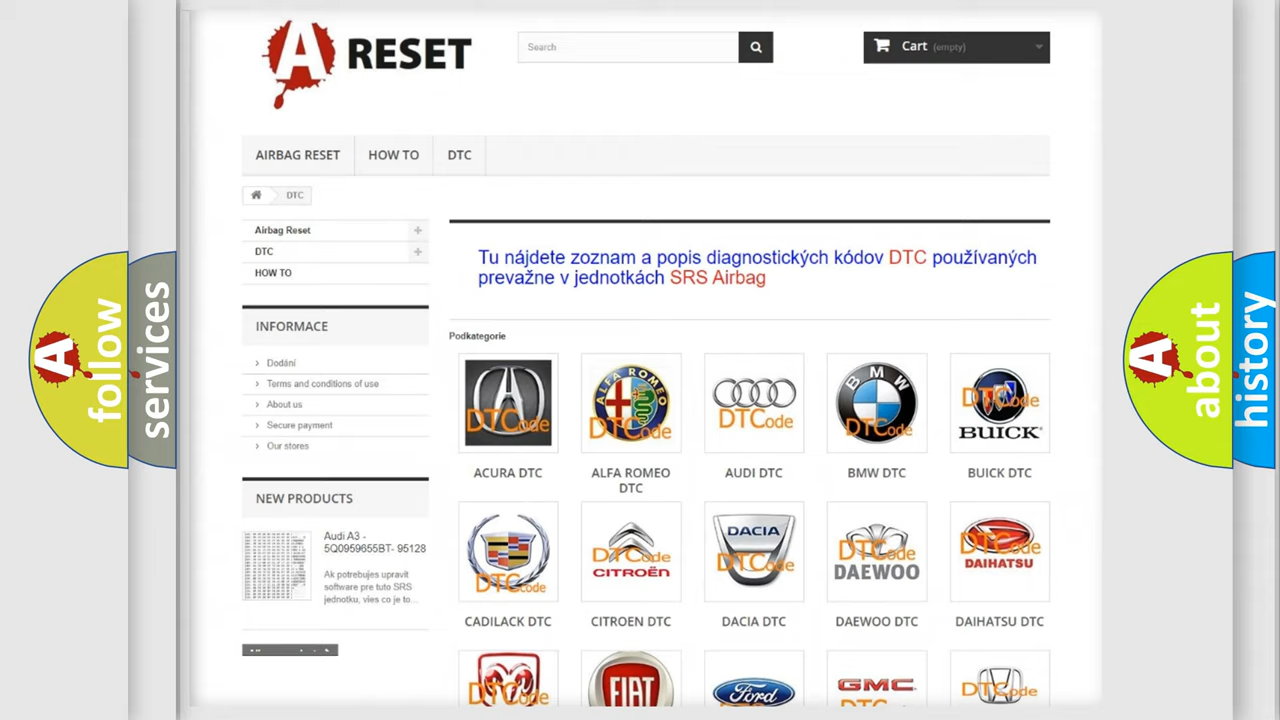 A RESET
Search
Cart (empty)
AIRBAG RESET
HOW TO
DTC
DTC
Airbag Reset
DTC
HOW TO
Tu nájdete zoznam a popis diagnostických kódov DTC používaných
prevažne v jednotkách SRS Airbag
INFORMACE
Dodání
Terms and conditions of use
About us
Secure payment
Our stores
NEW PRODUCTS
Audi A3 -
5Q0959655BT- 95128
Ak potrebujes upravit
software pre tuto SRS
jednotku, vies co je to...
Podkategorie
DTCode
ALFA ROMEO
DTCode
DTCode
BMW
DTCode
DTCode
BUICK
ACURA DTC
ALFA ROMEO
DTC
AUDI DTC
BMW DTC
BUICK DTC
DTCode
DTCode
CITROËN
DACIA
DTCode
DTCode
DAEWOO
DTCode
DAIHATSU
CADILACK DTC
CITROEN DTC
DACIA DTC
DAEWOO DTC
DAIHATSU DTC
DTCode
FIAT
Ford
GMC
DTCode
A follow
services
A about
history